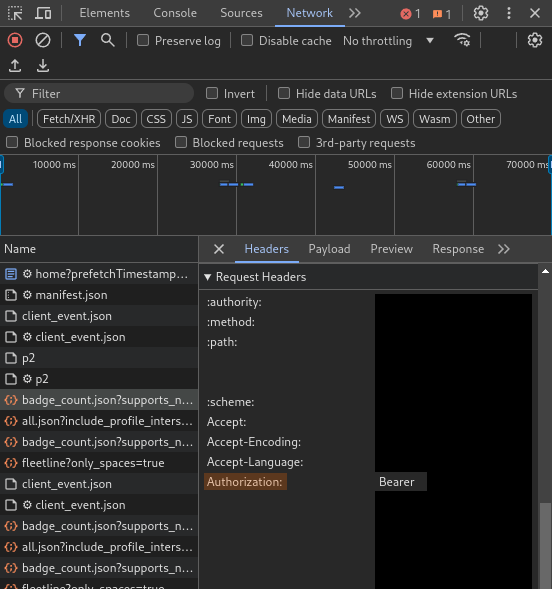 Elements Console Sources Network 1 1
Preserve log Disable cache No throttling
Filter Invert Hide data URLs Hide extension URLs
All Fetch/XHR Doc CSS JS Font Img Media Manifest WS Wasm Other
Blocked response cookies Blocked requests 3rd-party requests
10000 ms 20000 ms 30000 ms 40000 ms 50000 ms 60000 ms 70000 ms
Name
home?prefetchTimestamp...
manifest.json
client_event.json
client_event.json
p2
p2
badge_count.json?supports_n...
all.json?include_profile_inters...
badge_count.json?supports_n...
fleetline?only_spaces=true
client_event.json
client_event.json
badge_count.json?supports_n...
all.json?include_profile_inters...
badge_count.json?supports_n...
fleetline?only_spaces=true
Headers Payload Preview Response
Request Headers
:authority:
:method:
:path:
:scheme:
Accept:
Accept-Encoding:
Accept-Language:
Authorization: Bearer